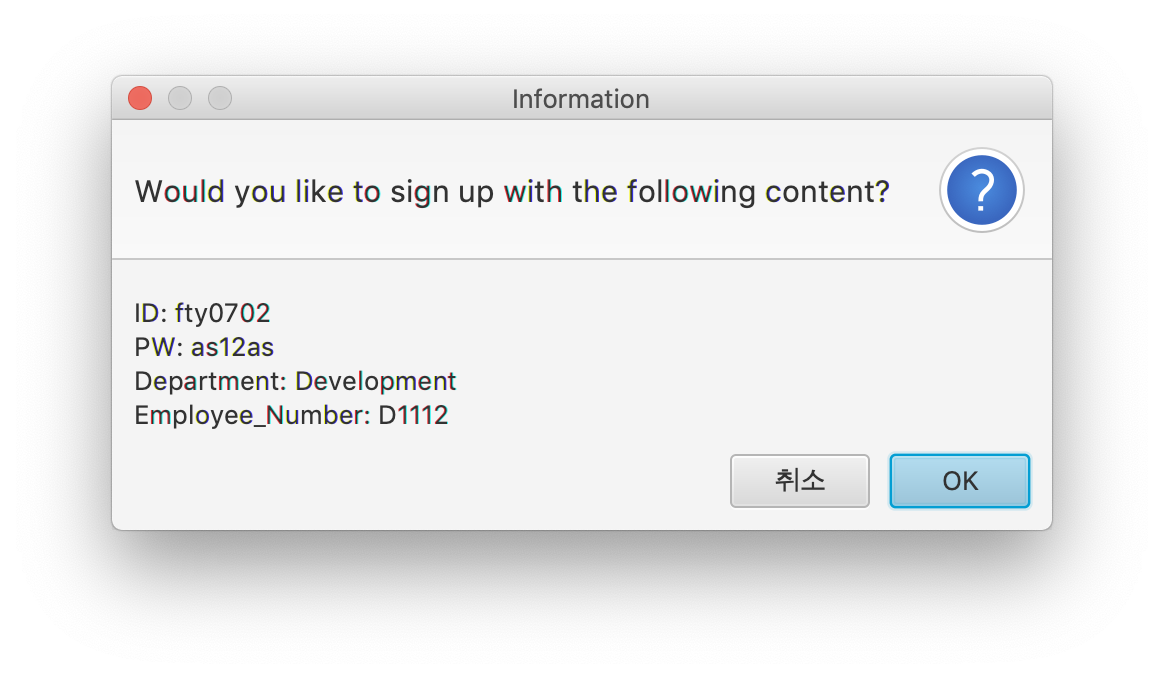 Information
Would you like to sign up with the following content?
?
ID: fty0702
PW: as12as
Department: Development
Employee_Number: D1112
취소
OK